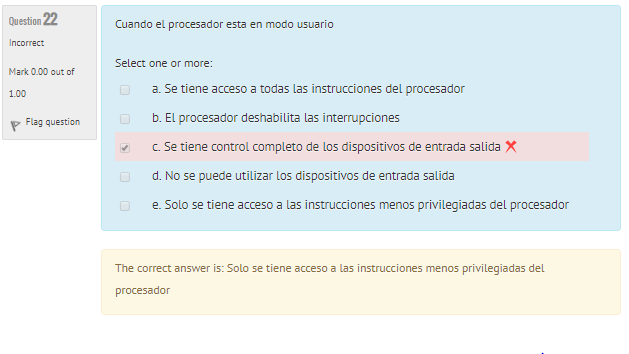 Question 22
Incorrect
Mark 0.00 out of
1.00
Flag question
Cuando el procesador esta en modo usuario
Select one or more:
a. Se tiene acceso a todas las instrucciones del procesador
b. El procesador deshabilita las interrupciones
c. Se tiene control completo de los dispositivos de entrada salida
d. No se puede utilizar los dispositivos de entrada salida
e. Solo se tiene acceso a las instrucciones menos privilegiadas del procesador
The correct answer is: Solo se tiene acceso a las instrucciones menos privilegiadas del
procesador